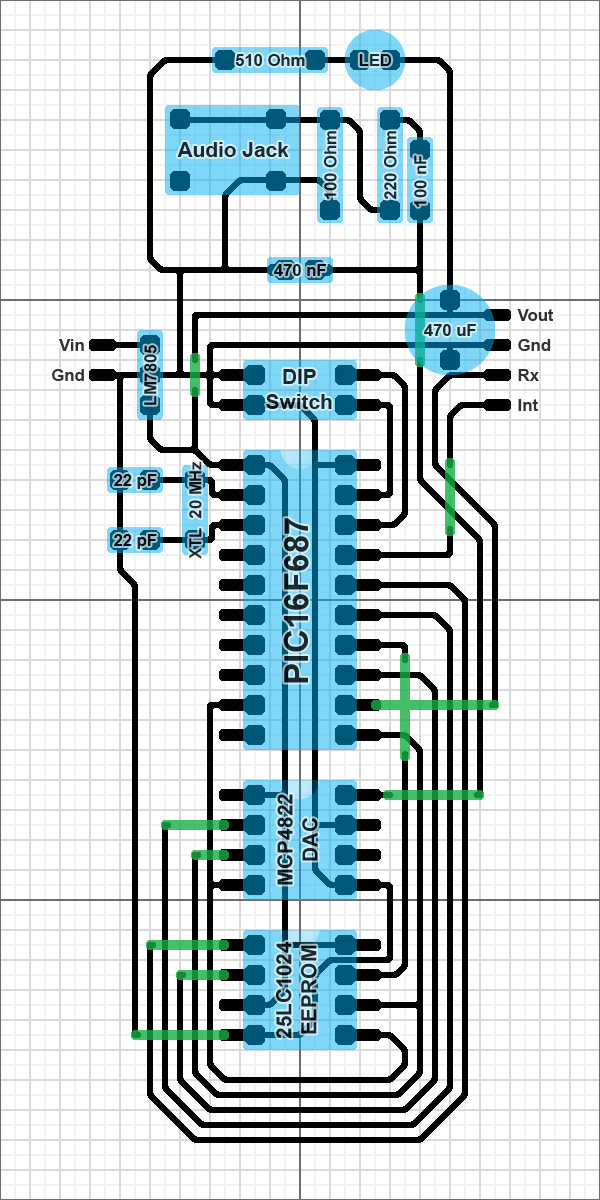 510 Ohm
LED
Audio Jack
100 Ohm
220 Ohm
100 nF
470 nF
Vout
470 uF
Vin
Gnd
LM7805
Gnd
DIP
Switch
Rx
Int
22 pF
XTL 20 MHz
22 pF
PIC16F687
MCP4822
DAC
25LC1024
EEPROM